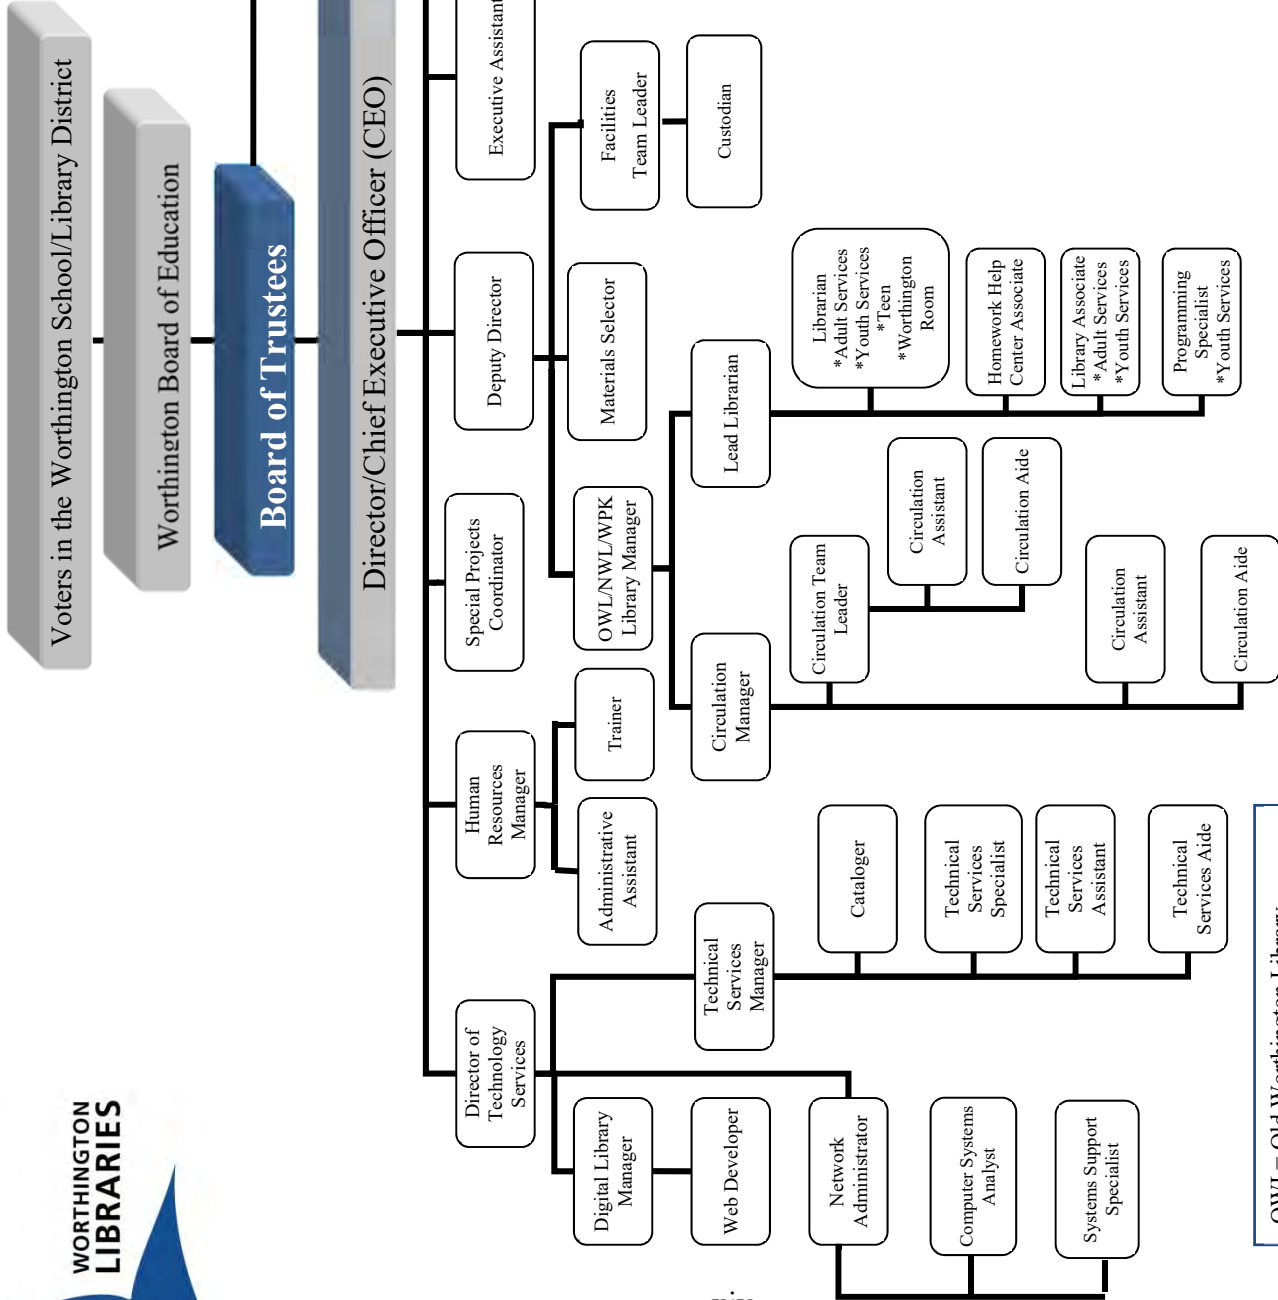 WORTHINGTON
LIBRARIES
Voters in the Worthington School/Library District
Worthington Board of Education
Board of Trustees
Director/Chief Executive Officer (CEO)
Director of
Technology
Services
Human
Resources
Manager
Special Projects
Coordinator
Deputy Director
Executive Assistant
Digital Library
Manager
Administrative
Assistant
Trainer
OWL/NWL/WPK
Library Manager
Materials Selector
Facilities
Team Leader
Web Developer
Technical
Services
Manager
Circulation
Manager
Lead Librarian
Custodian
Network
Administrator
Cataloger
Circulation Team
Leader
Librarian
*Adult Services
*Youth Services
*Teen
*Worthington
Room
Computer Systems
Analyst
Technical
Services
Specialist
Circulation
Assistant
Homework Help
Center Associate
Systems Support
Specialist
Technical
Services
Assistant
Circulation Aide
Library Associate
*Adult Services
*Youth Services
Technical
Services Aide
Circulation
Assistant
Programming
Specialist
*Youth Services
Circulation Aide
OWL = Old Worthington Library